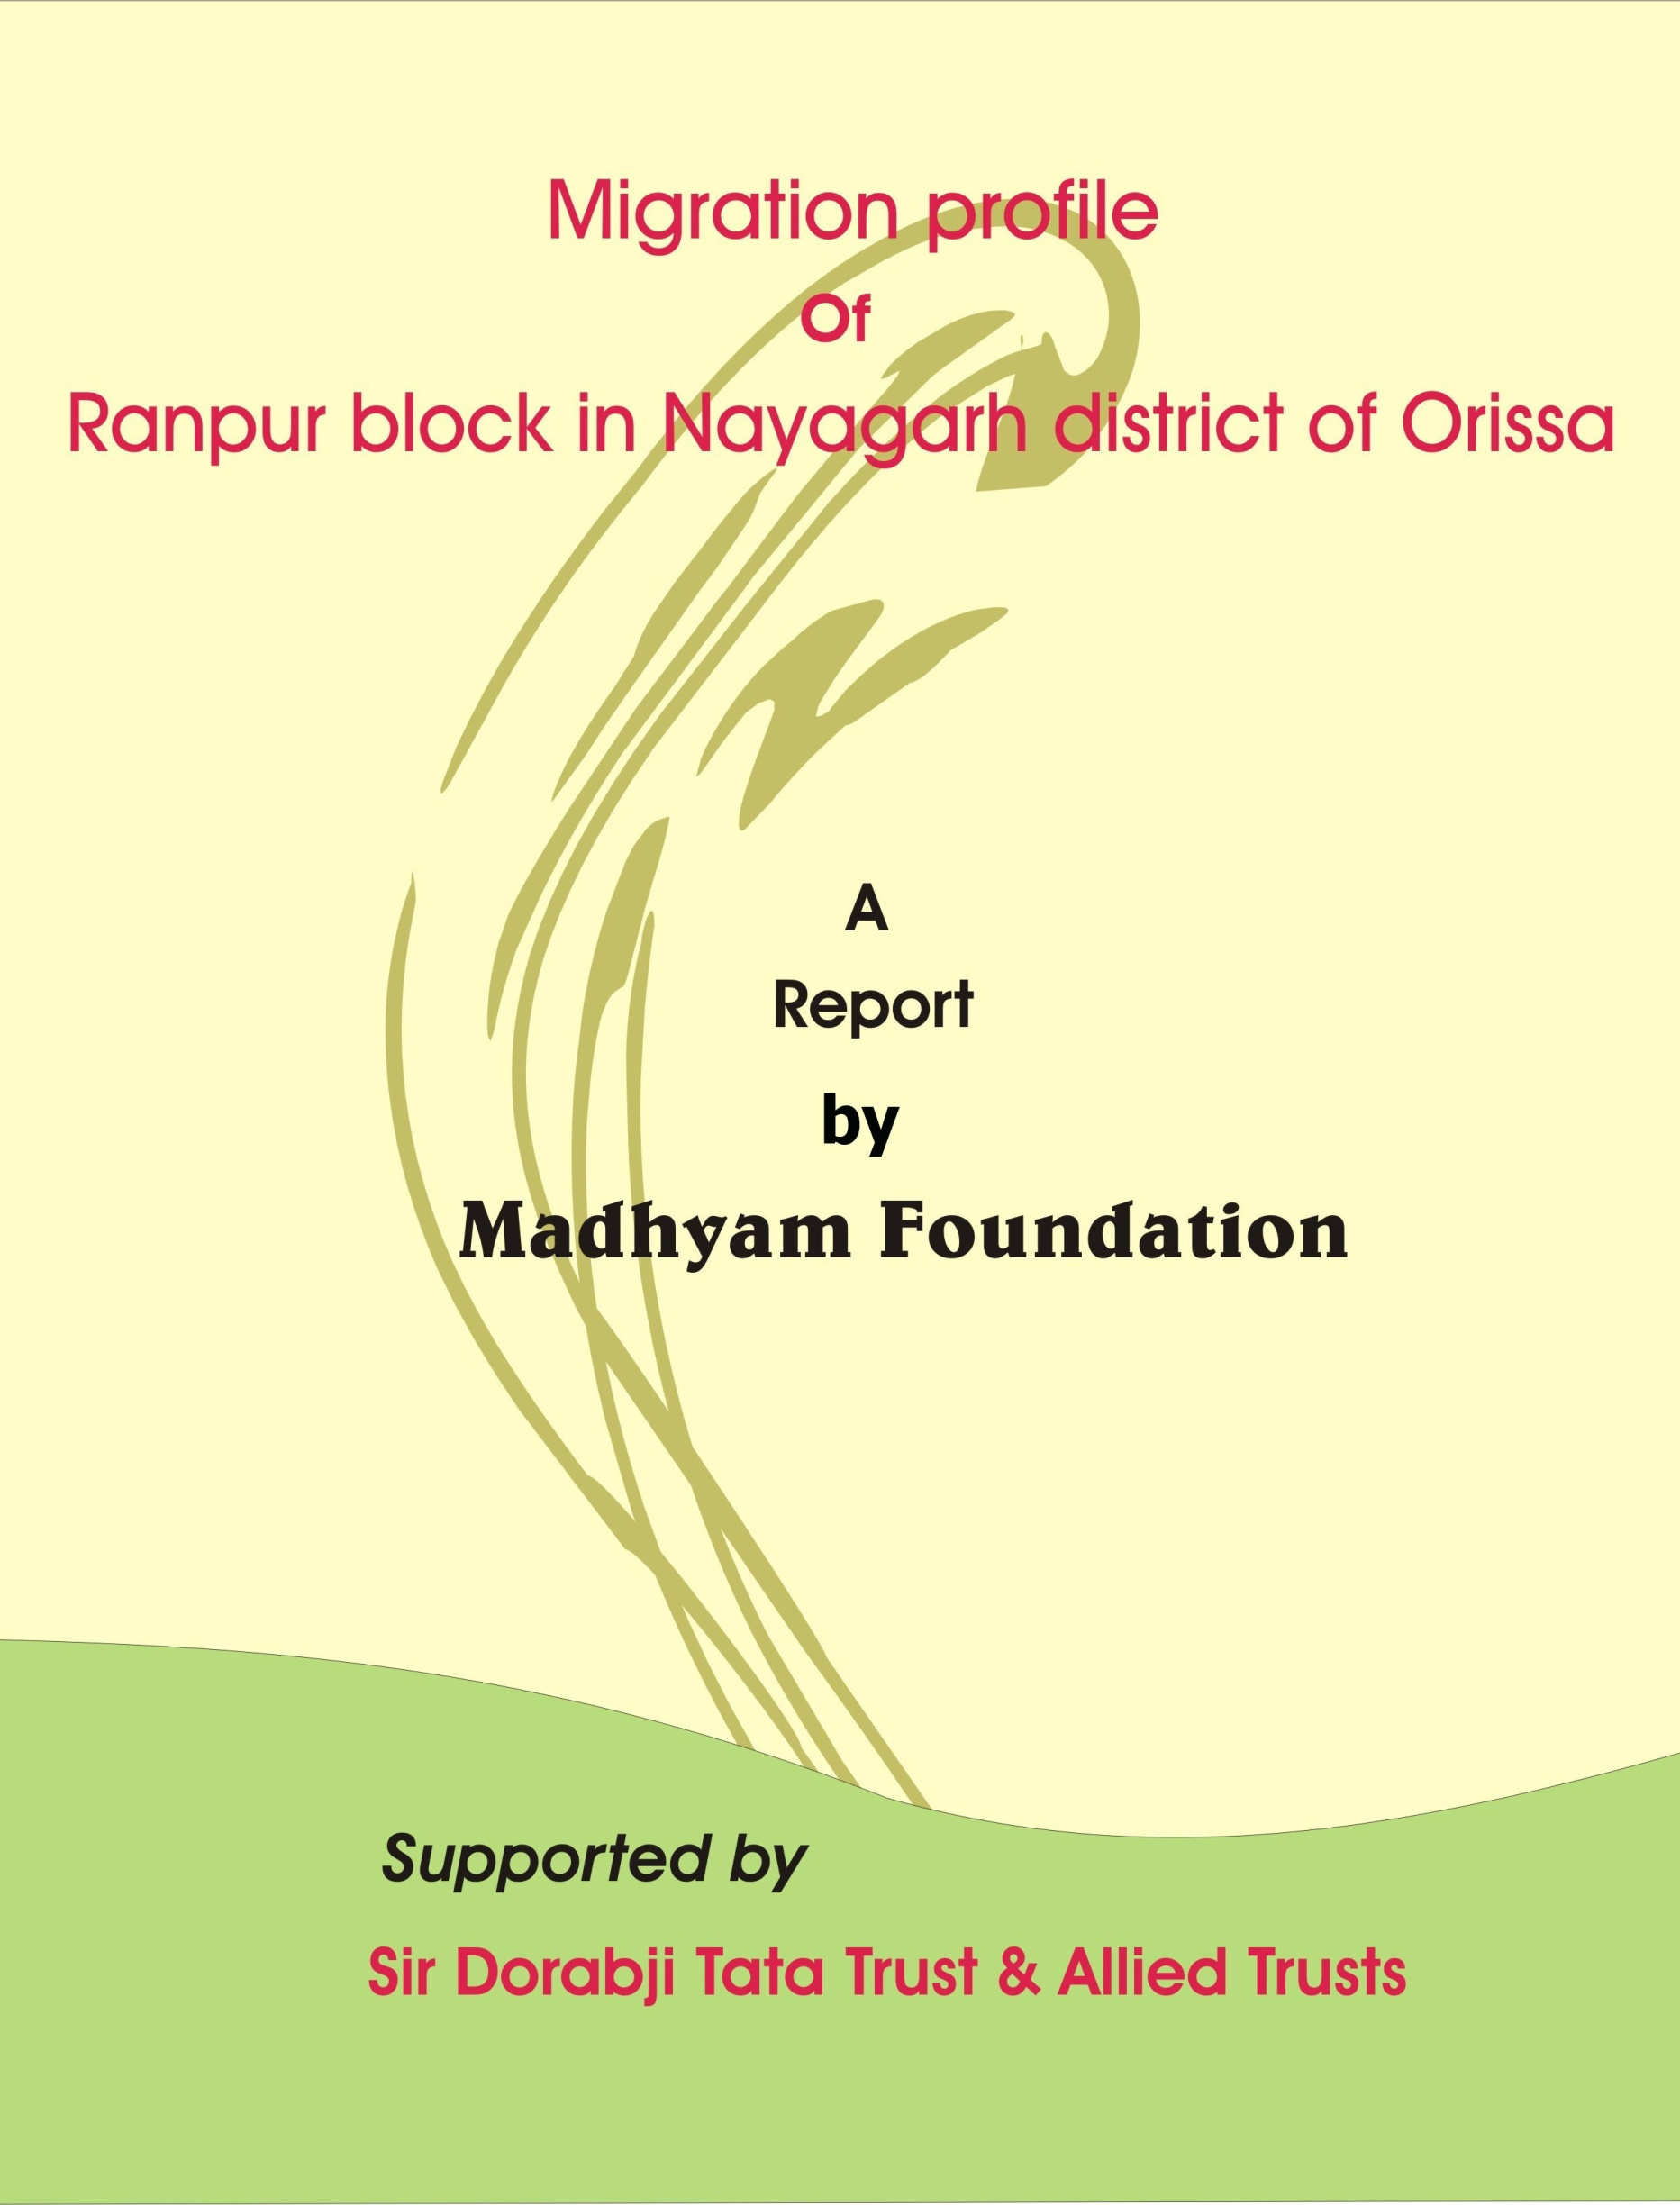 Migration profile
Of
Ranpur block in Nayagarh district of Orissa
A
Report
by
Madhyam Foundation
Supported by
Sir Dorabji Tata Trust & Allied Trusts